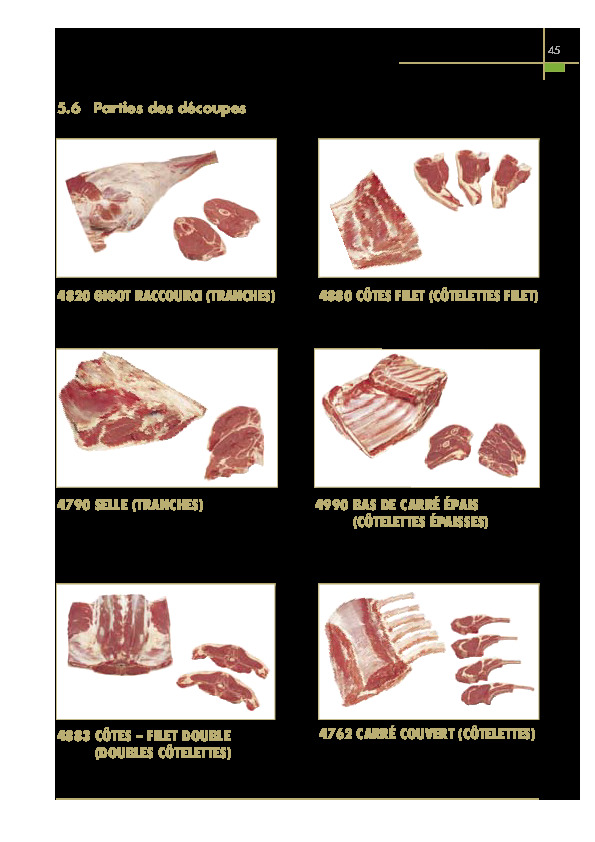 45
5.6 Parties des découpes
4820 GIGOT RACCOURCI (TRANCHES)
4880 CÔTES FILET (CÔTELETTES FILET)
4790 SELLE (TRANCHES)
4990 BAS DE CARRÉ ÉPAIS
(CÔTELETTES ÉPAISSES)
4883 CÔTES – FILET DOUBLE
(DOUBLES CÔTELETTES)
4762 CARRÉ COUVERT (CÔTELETTES)